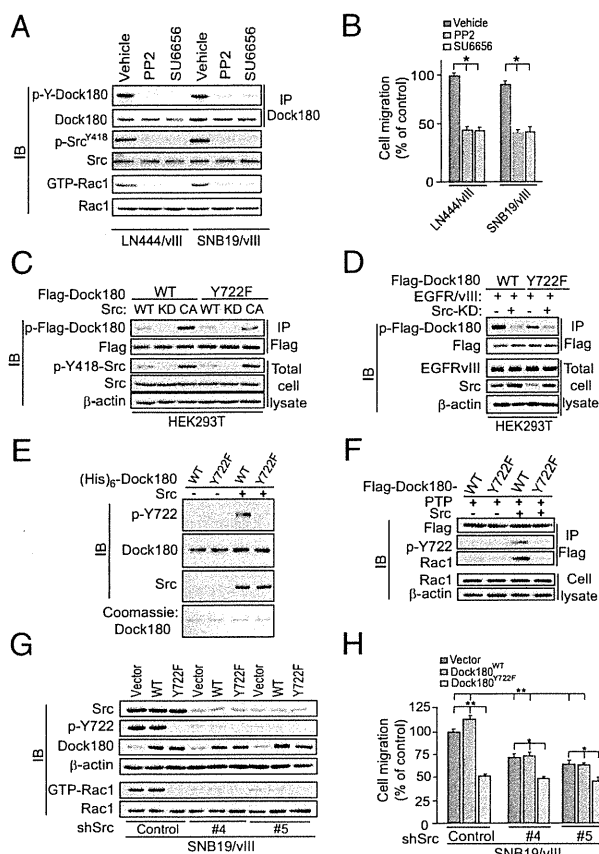 A
Vehicle PP2 SU6656 Vehicle PP2 SU6656
p-Y-Dock180
Dock180
IP
Dock180
p-SrcY418
Src
GTP-Rac1
Rac1
IB
LN444/vIII SNB19/vIII
B
Vehicle
PP2
SU6656
Cell migration
(% of control)
100
50
0
* *
LN444/vIII SNB19/vIII
C
Flag-Dock180 WT Y722F
Src: WT KD CA WT KD CA
p-Flag-Dock180 IP
Flag Flag
p-Y418-Src Total
Src cell
β-actin lysate
IB
HEK293T
D
Flag-Dock180 WT Y722F
EGFR/vIII: + + + +
Src-KD: - + - +
p-Flag-Dock180 IP
Flag Flag
EGFRvIII Total
Src cell
β-actin lysate
IB
HEK293T
E
(His)6-Dock180 WT Y722F WT Y722F
Src - - + +
p-Y722
Dock180
Src
IB
Coomassie:
Dock180
F
Flag-Dock180- WT Y722F WT Y722F
PTP + + + +
Src - - + +
Flag IP
p-Y722 Flag
Rac1
Rac1 Cell
β-actin lysate
IB
G
Vector WT Y722F Vector WT Y722F Vector WT Y722F
Src
p-Y722
Dock180
β-actin
GTP-Rac1
Rac1
IB
shSrc Control #4 #5
SNB19/vIII
H
Vector
Dock180WT
Dock180Y722F
Cell migration
(% of control)
125
100
75
50
25
0
**
**
* *
shSrc Control #4 #5
SNB19/vIII